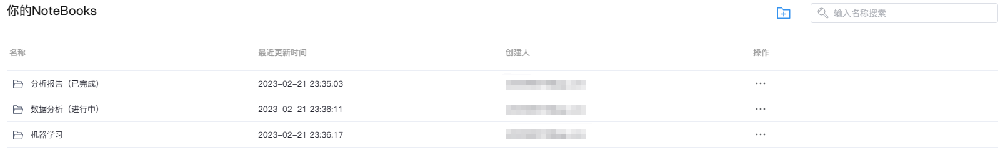 你的NoteBooks
输入名称搜索
名称 最近更新时间 创建人 操作
分析报告（已完成） 2023-02-21 23:35:03
数据分析（进行中） 2023-02-21 23:36:11
机器学习 2023-02-21 23:36:17